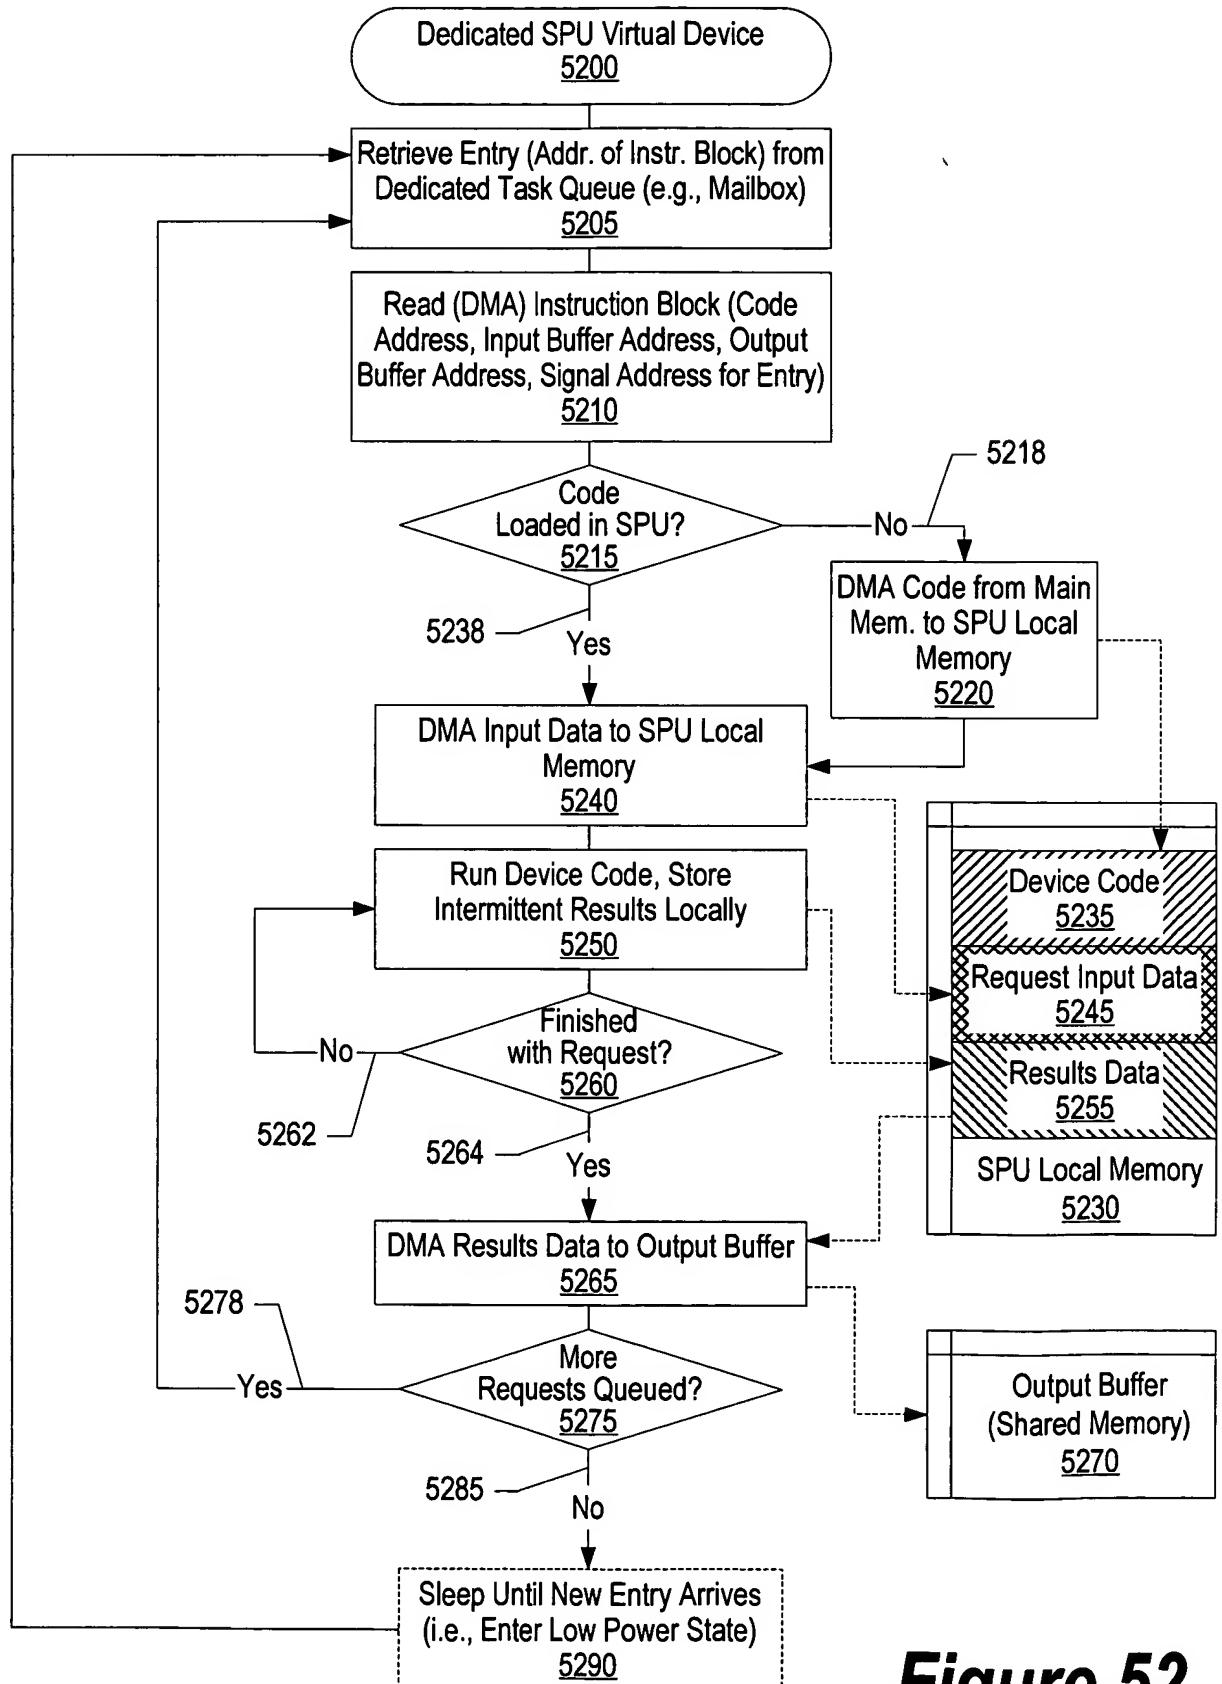 Dedicated SPU Virtual Device
5200
Retrieve Entry (Addr. of Instr. Block) from
Dedicated Task Queue (e.g., Mailbox)
5205
Read (DMA) Instruction Block (Code
Address, Input Buffer Address, Output
Buffer Address, Signal Address for Entry)
5210
5218
Code
Loaded in SPU?
5215
No
5238
Yes
DMA Code from Main
Mem. to SPU Local
Memory
5220
DMA Input Data to SPU Local
Memory
5240
Run Device Code, Store
Intermittent Results Locally
5250
Device Code
5235
Request Input Data
5245
Results Data
5255
SPU Local Memory
5230
Finished
with Request?
5260
No
5262
5264
Yes
DMA Results Data to Output Buffer
5265
5278
More
Requests Queued?
5275
Yes
Output Buffer
(Shared Memory)
5270
5285
No
Sleep Until New Entry Arrives
(i.e., Enter Low Power State)
5290
Figure 52